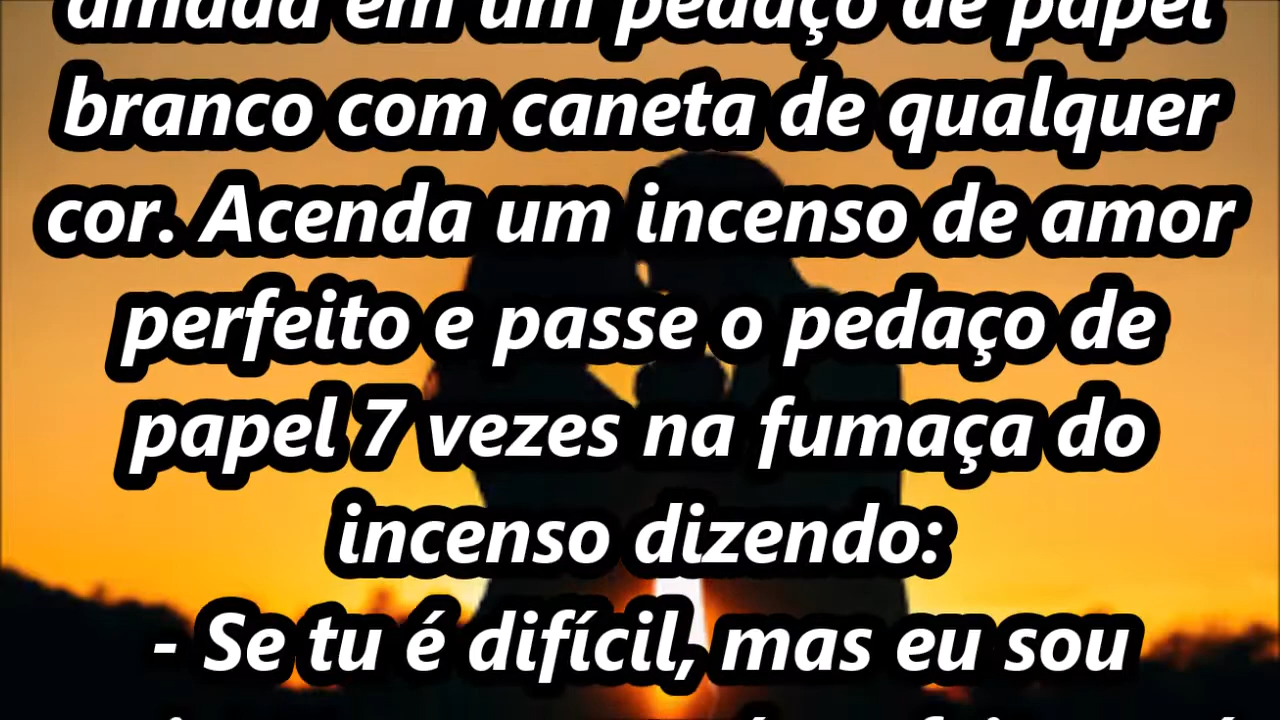 amada em um pedaço de papel
branco com caneta de qualquer
cor. Acenda um incenso de amor
perfeito e passe o pedaço de
papel 7 vezes na fumaça do
incenso dizendo:
- Se tu é difícil, mas eu sou